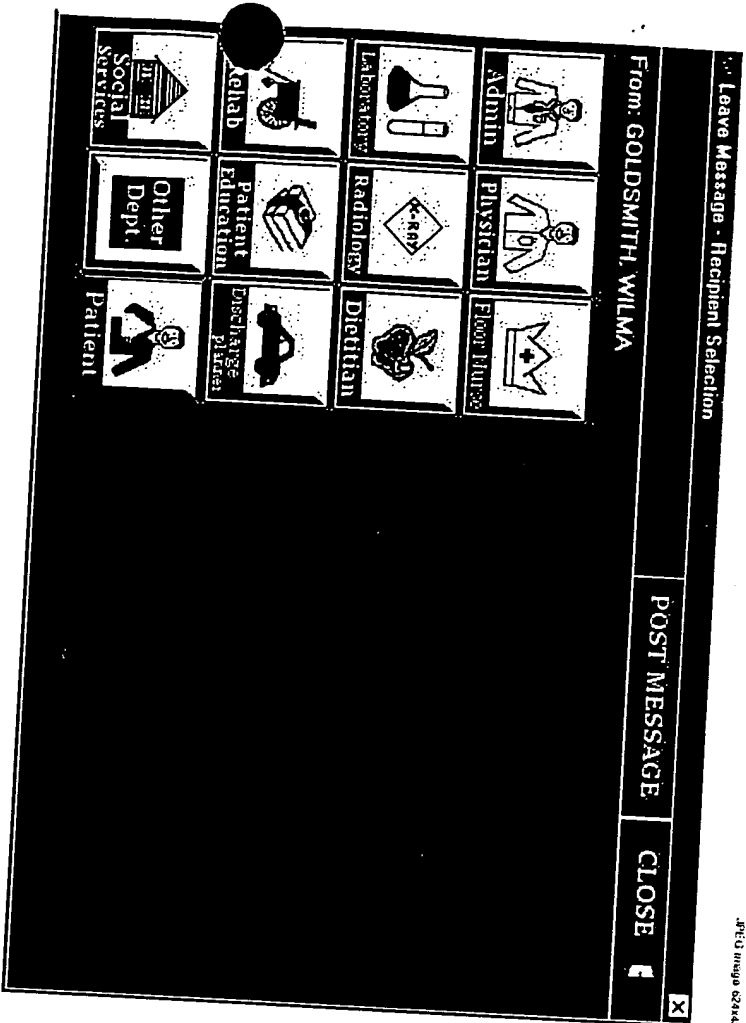 JPEG image 624x4
Leave Message - Recipient Selection
X
From: GOLDSMITH, WILMA
POST MESSAGE
CLOSE
Admin
Physician
Floor Nurse
X-RAY
Laboratory
Radiology
Dietitian
Rehab
Patient
Education
Discharge
planner
Social
Services
Other
Dept.
Patient